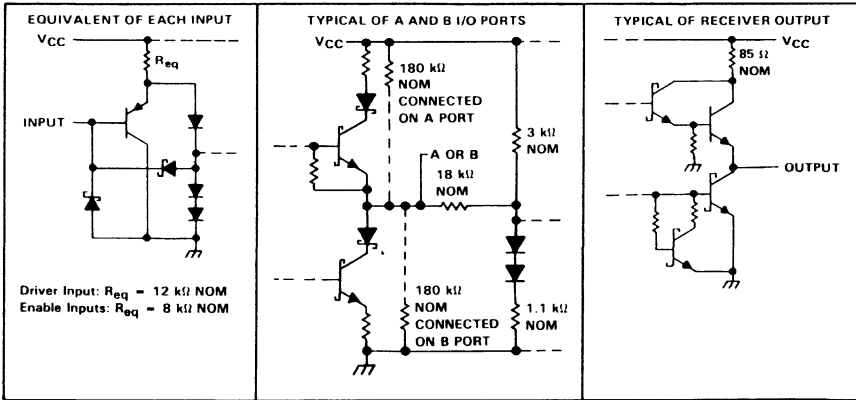 EQUIVALENT OF EACH INPUT
VCC
Req
INPUT
Driver Input: Req = 12 kΩ NOM
Enable Inputs: Req = 8 kΩ NOM
TYPICAL OF A AND B I/O PORTS
VCC
180 kΩ
NOM
CONNECTED
ON A PORT
3 kΩ
NOM
A OR B
18 kΩ
NOM
180 kΩ
NOM
CONNECTED
ON B PORT
1.1 kΩ
NOM
TYPICAL OF RECEIVER OUTPUT
VCC
85 Ω
NOM
OUTPUT